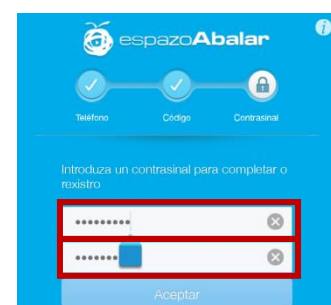 espazoAbalar
Teléfono Código Contrasinal
Introduza un contrasinal para completar o
rexistro
•••••••••
•••••••
Aceptar